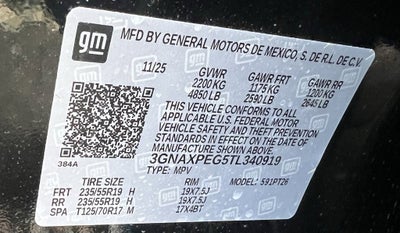 gm
MFD BY GENERAL MOTORS DE MEXICO, S. DE R.L. DE C.V.
11/25 GVWR GAWR FRT GAWR RR
2200 KG 1175 KG 1200 KG
4850 LB 2590 LB 2645 LB
THIS VEHICLE CONFORMS TO ALL
APPLICABLE U.S. FEDERAL MOTOR
VEHICLE SAFETY AND THEFT PREVENTION
STANDARDS IN EFFECT ON THE DATE OF
MANUFACTURE SHOWN ABOVE.
384A
3GNAXPEG5TL340919
TYPE: MPV MODEL: 591PT26
TIRE SIZE RIM
FRT 235/55R19 H 19X7.5J
RR 235/55R19 H 19X7.5J
SPA T125/70R17 M 17X4BT